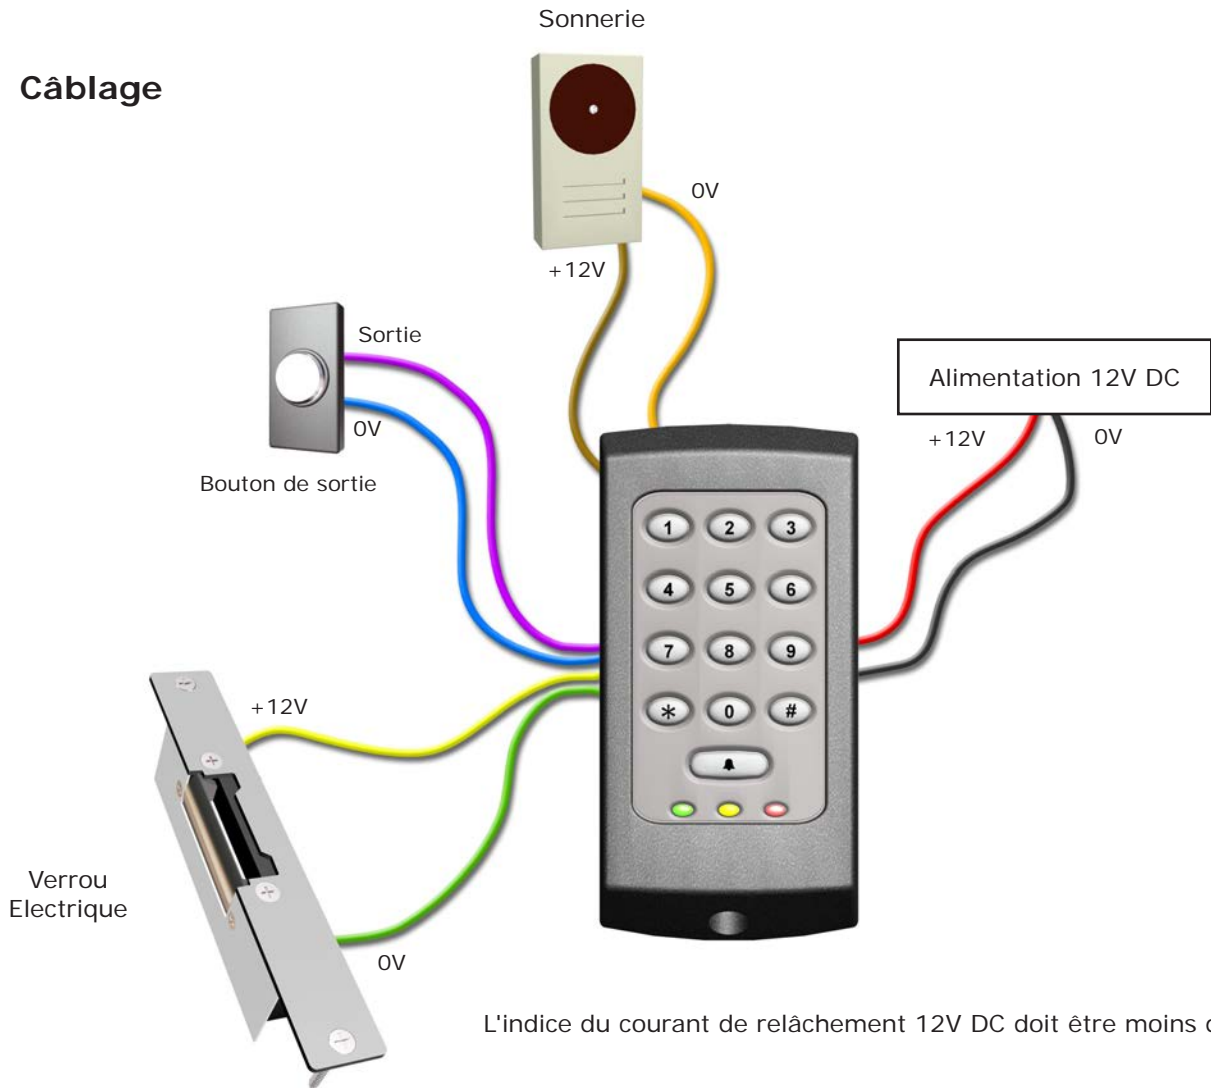 Sonnerie
Câblage
0V
+12V
Sortie
0V
Bouton de sortie
Alimentation 12V DC
+12V
0V
1 2 3
4 5 6
7 8 9
* 0 #
+12V
Verrou
Electrique
0V
L'indice du courant de relâchement 12V DC doit être moins